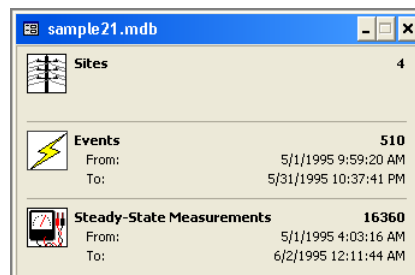 sample21.mdb
Sites 4
Events 510
From: 5/1/1995 9:59:20 AM
To: 5/31/1995 10:37:41 PM
Steady-State Measurements 16360
From: 5/1/1995 4:03:16 AM
To: 6/2/1995 12:11:44 AM